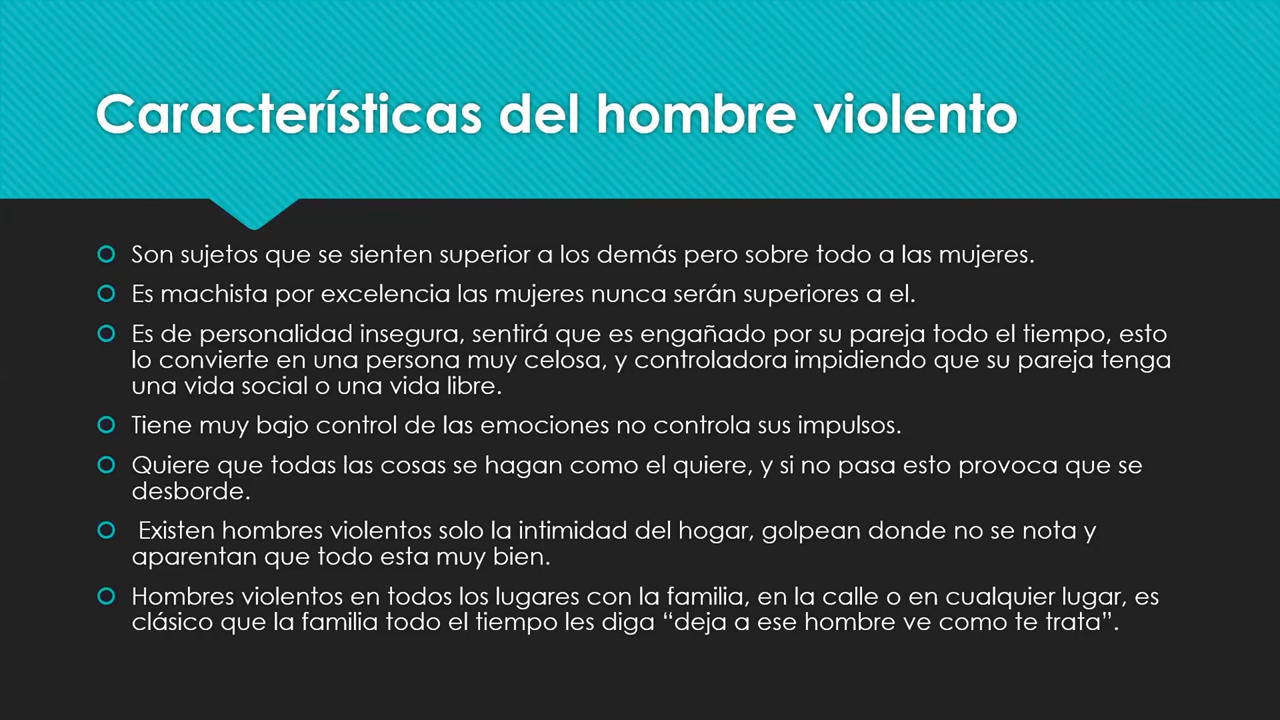 Características del hombre violento
Son sujetos que se sienten superior a los demás pero sobre todo a las mujeres.
Es machista por excelencia las mujeres nunca serán superiores a el.
Es de personalidad insegura, sentirá que es engañado por su pareja todo el tiempo, esto
lo convierte en una persona muy celosa, y controladora impidiendo que su pareja tenga
una vida social o una vida libre.
Tiene muy bajo control de las emociones no controla sus impulsos.
Quiere que todas las cosas se hagan como el quiere, y si no pasa esto provoca que se
desborde.
Existen hombres violentos solo la intimidad del hogar, golpean donde no se nota y
aparentan que todo esta muy bien.
Hombres violentos en todos los lugares con la familia, en la calle o en cualquier lugar, es
clásico que la familia todo el tiempo les diga “deja a ese hombre ve como te trata”.